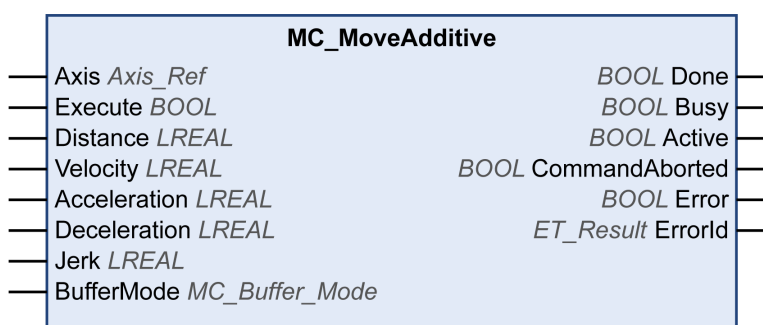 MC_MoveAdditive
Axis Axis_Ref BOOL Done
Execute BOOL BOOL Busy
Distance LREAL BOOL Active
Velocity LREAL BOOL CommandAborted
Acceleration LREAL BOOL Error
Deceleration LREAL ET_Result ErrorId
Jerk LREAL
BufferMode MC_Buffer_Mode